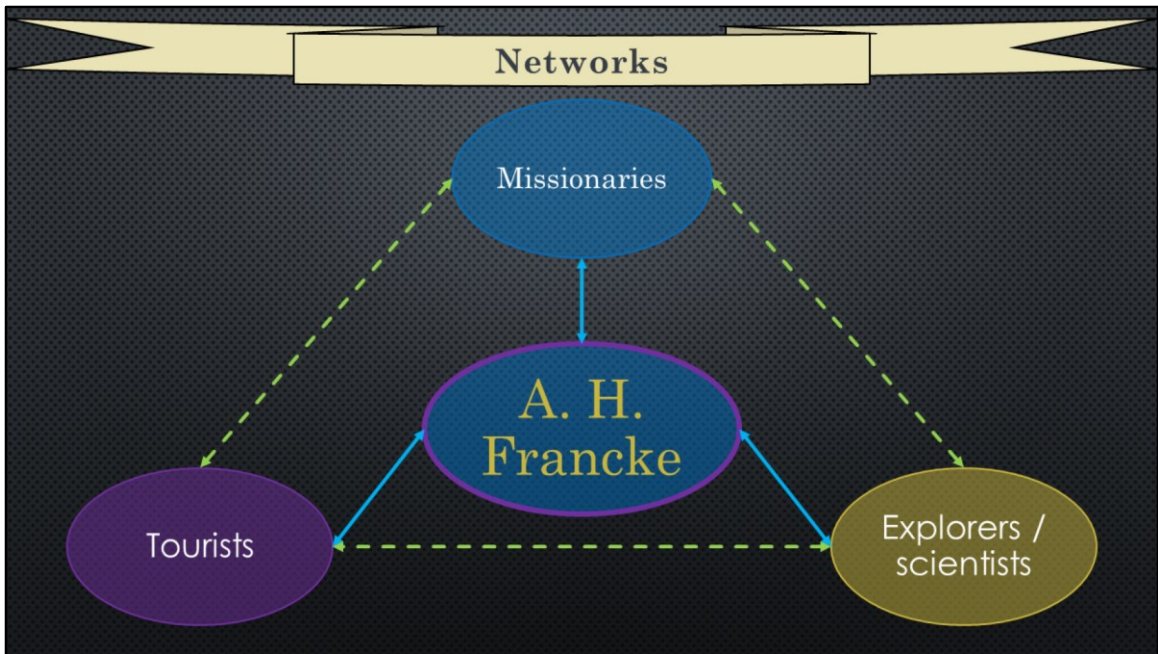 Networks
Missionaries
A. H.
Francke
Tourists
Explorers /
scientists